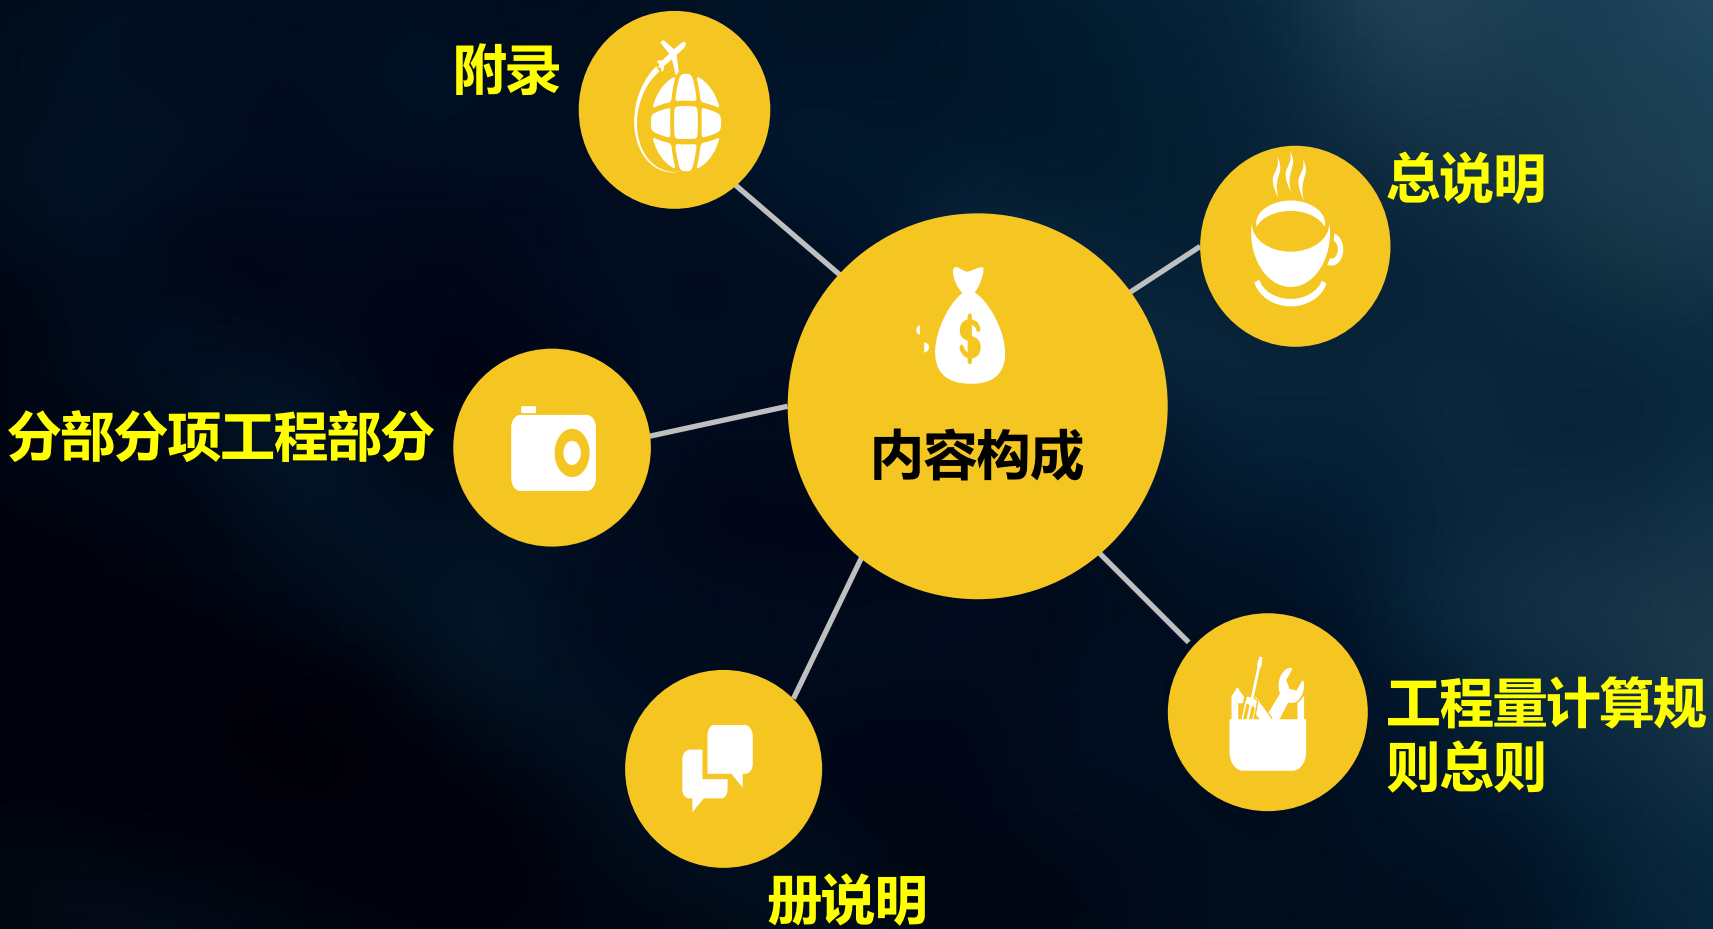 附录
总说明
$
内容构成
分部分项工程部分
工程量计算规
则总则
册说明